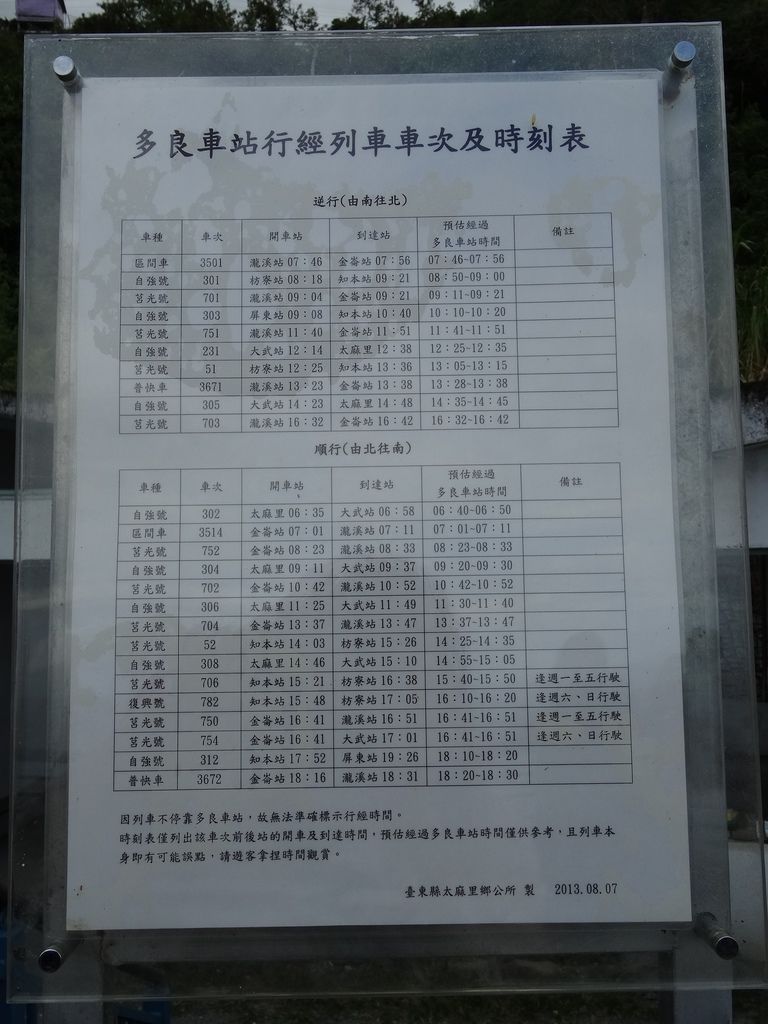 多良車站行經列車車次及時刻表
逆行(由南往北)
車種 車次 開車站 到達站 預估經過多良車站時間 備註
區間車 3501 瀧溪站 07:46 金崙站 07:56 07:46~07:56
自強號 301 枋寮站 08:18 知本站 09:21 08:50~09:00
莒光號 701 瀧溪站 09:04 金崙站 09:21 09:11~09:21
自強號 303 屏東站 09:08 知本站 10:40 10:10~10:20
莒光號 751 瀧溪站 11:40 金崙站 11:51 11:41~11:51
自強號 231 大武站 12:14 太麻里 12:38 12:25~12:35
莒光號 51 枋寮站 12:25 知本站 13:36 13:05~13:15
普快車 3671 瀧溪站 13:23 金崙站 13:38 13:28~13:38
自強號 305 大武站 14:23 太麻里 14:48 14:35~14:45
莒光號 703 瀧溪站 16:32 金崙站 16:42 16:32~16:42
順行(由北往南)
車種 車次 開車站 到達站 預估經過多良車站時間 備註
自強號 302 太麻里 06:35 大武站 06:58 06:40~06:50
區間車 3514 金崙站 07:01 瀧溪站 07:11 07:01~07:11
莒光號 752 金崙站 08:23 瀧溪站 08:33 08:23~08:33
自強號 304 太麻里 09:11 大武站 09:37 09:20~09:30
莒光號 702 金崙站 10:42 瀧溪站 10:52 10:42~10:52
自強號 306 太麻里 11:25 大武站 11:49 11:30~11:40
莒光號 704 金崙站 13:37 瀧溪站 13:47 13:37~13:47
莒光號 52 知本站 14:03 枋寮站 15:26 14:25~14:35
自強號 308 太麻里 14:46 大武站 15:10 14:55~15:05
莒光號 706 知本站 15:21 枋寮站 16:38 15:40~15:50 逢週一至五行駛
復興號 782 知本站 15:48 枋寮站 17:05 16:10~16:20 逢週六、日行駛
莒光號 750 金崙站 16:41 瀧溪站 16:51 16:41~16:51 逢週一至五行駛
莒光號 754 金崙站 16:41 大武站 17:01 16:41~16:51 逢週六、日行駛
自強號 312 知本站 17:52 屏東站 19:26 18:10~18:20
普快車 3672 金崙站 18:16 瀧溪站 18:31 18:20~18:30
因列車不停靠多良車站,故無法準確標示行經時間。
時刻表僅列出該車次前後站的開車及到達時間,預估經過多良車站時間僅供參考,且列車本
身即有可能誤點,請遊客拿捏時間觀賞。
臺東縣太麻里鄉公所 製 2013.08.07